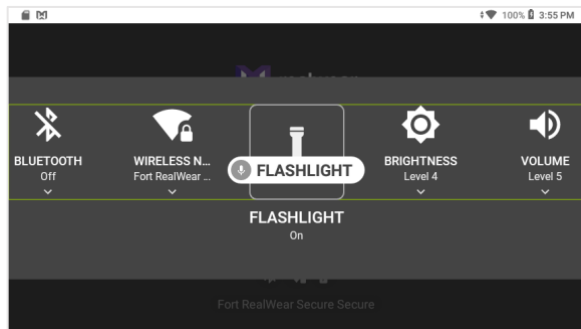 100% 3:55 PM
BLUETOOTH
Off
WIRELESS N...
Fort RealWear ...
FLASHLIGHT
BRIGHTNESS
Level 4
VOLUME
Level 5
FLASHLIGHT
On
Fort RealWear Secure Secure